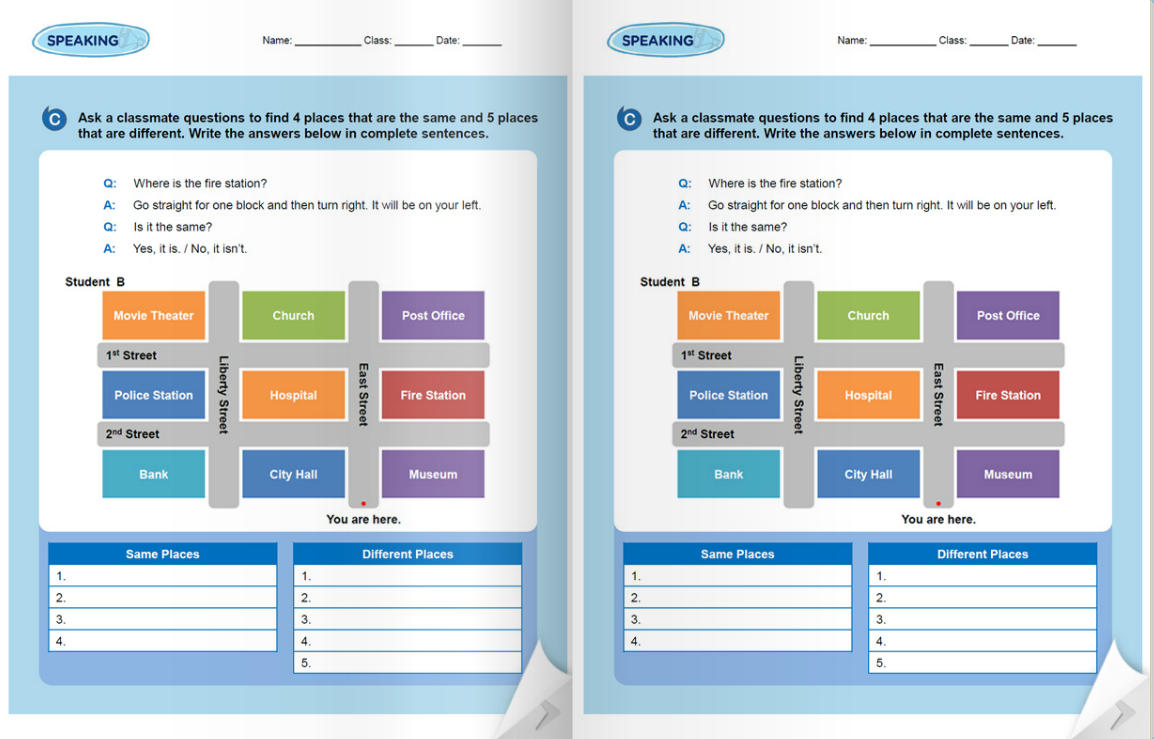 SPEAKING
Name: Class: Date:
C Ask a classmate questions to find 4 places that are the same and 5 places
that are different. Write the answers below in complete sentences.
Q: Where is the fire station?
A: Go straight for one block and then turn right. It will be on your left.
Q: Is it the same?
A: Yes, it is. / No, it isn't.
Student B
Movie Theater Church Post Office
1st Street
Liberty Street
East Street
Police Station Hospital Fire Station
2nd Street
Bank City Hall Museum
You are here.
Same Places Different Places
1. 1.
2. 2.
3. 3.
4. 4.
5.
SPEAKING
Name: Class: Date:
C Ask a classmate questions to find 4 places that are the same and 5 places
that are different. Write the answers below in complete sentences.
Q: Where is the fire station?
A: Go straight for one block and then turn right. It will be on your left.
Q: Is it the same?
A: Yes, it is. / No, it isn't.
Student B
Movie Theater Church Post Office
1st Street
Liberty Street
East Street
Police Station Hospital Fire Station
2nd Street
Bank City Hall Museum
You are here.
Same Places Different Places
1. 1.
2. 2.
3. 3.
4. 4.
5.